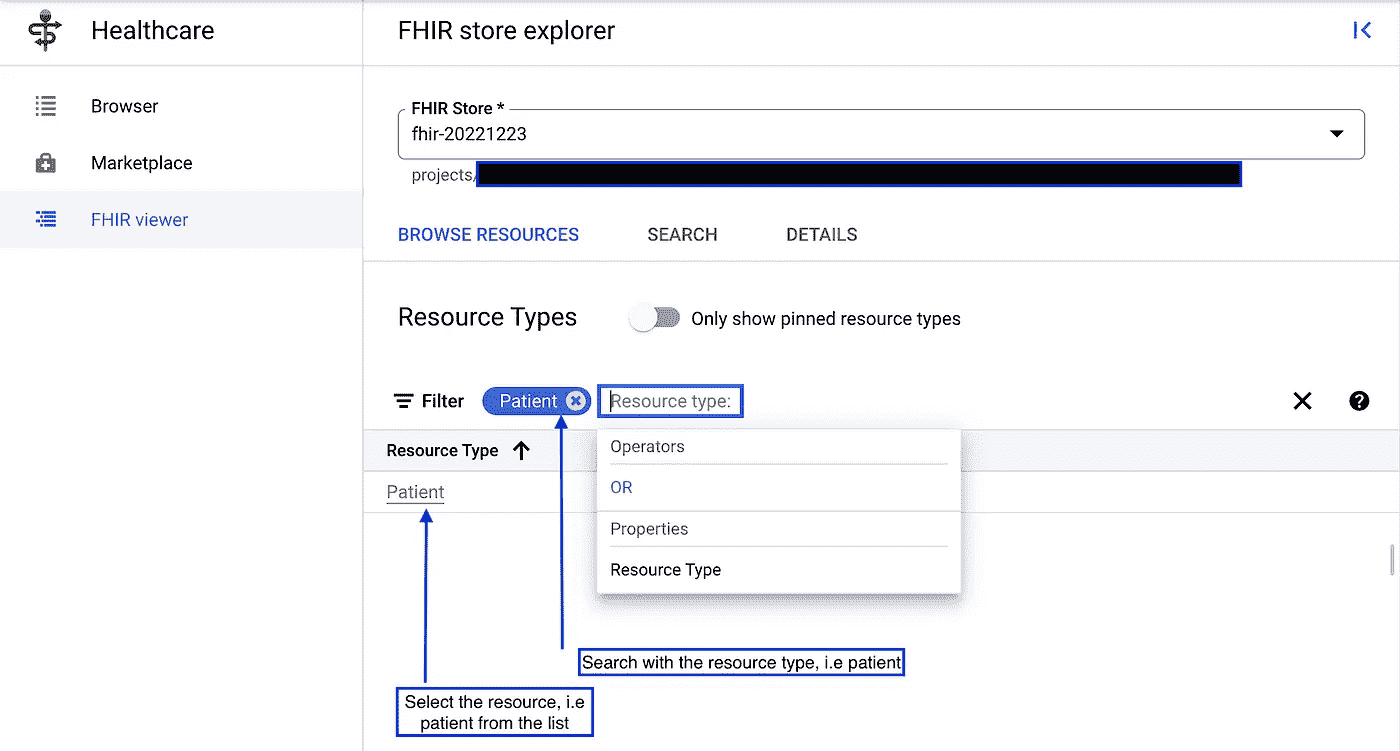 Healthcare
FHIR store explorer
Browser
Marketplace
FHIR viewer
FHIR Store *
fhir-20221223
projects/
BROWSE RESOURCES
SEARCH
DETAILS
Resource Types
Only show pinned resource types
Filter
Patient
Resource type:
Resource Type
Patient
Operators
OR
Properties
Resource Type
Search with the resource type, i.e patient
Select the resource, i.e
patient from the list